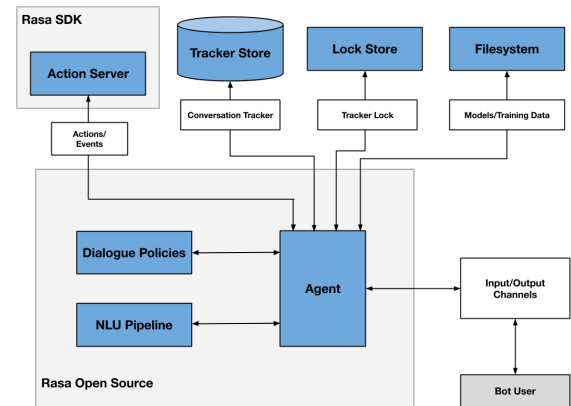 Rasa SDK
Action Server
Tracker Store
Lock Store
Filesystem
Actions/
Events
Conversation Tracker
Tracker Lock
Models/Training Data
Dialogue Policies
NLU Pipeline
Agent
Input/Output
Channels
Rasa Open Source
Bot User